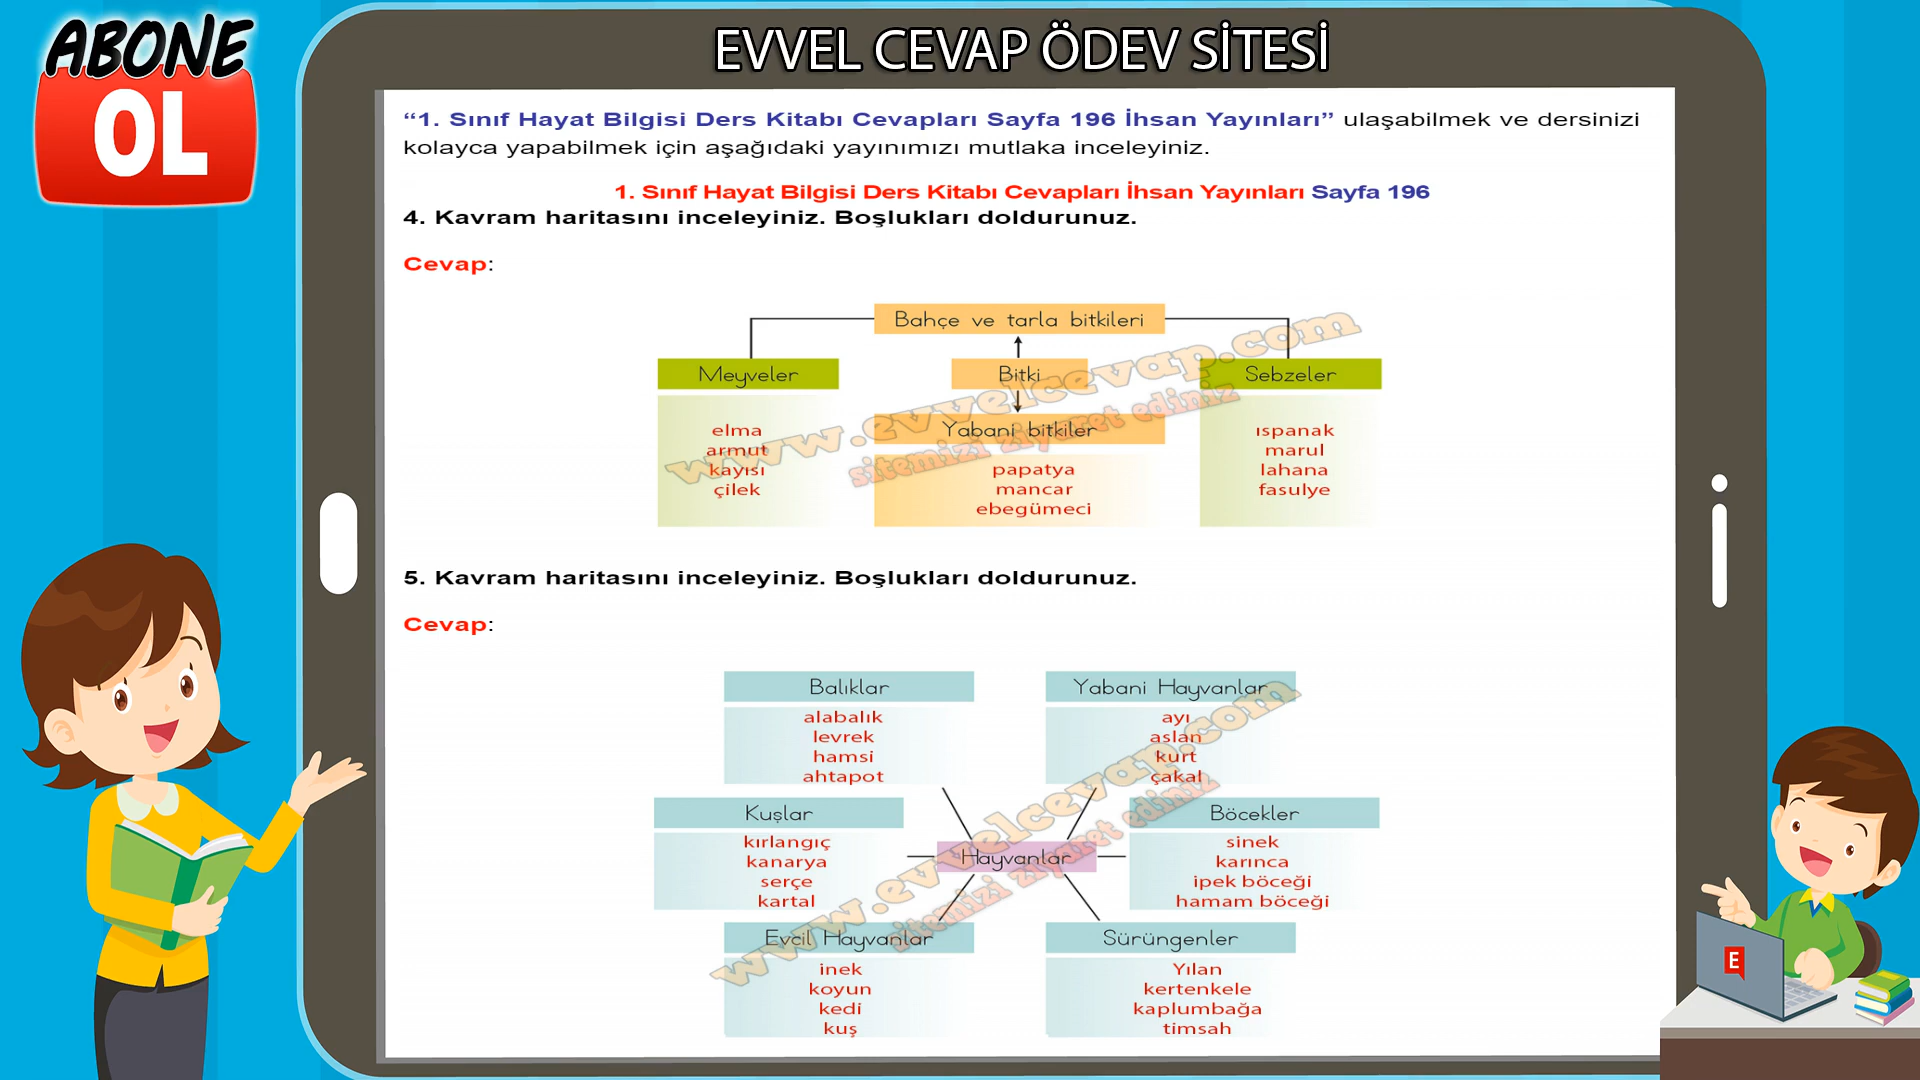 ABONE
OL
EVVEL CEVAP ÖDEV SİTESİ
“1. Sınıf Hayat Bilgisi Ders Kitabı Cevapları Sayfa 196 İhsan Yayınları” ulaşabilmek ve dersinizi
kolayca yapabilmek için aşağıdaki yayınımızı mutlaka inceleyiniz.
1. Sınıf Hayat Bilgisi Ders Kitabı Cevapları İhsan Yayınları Sayfa 196
4. Kavram haritasını inceleyiniz. Boşlukları doldurunuz.
Cevap:
Bahçe ve tarla bitkileri
Meyveler
Bitki
Sebzeler
elma
armut
kayısı
çilek
Yabani bitkiler
papatya
mancar
ebegümeci
ıspanak
marul
lahana
fasulye
www.evvelcevap.com
sitemizi ziyaret ediniz
5. Kavram haritasını inceleyiniz. Boşlukları doldurunuz.
Cevap:
Balıklar
alabalık
levrek
hamsi
ahtapot
Yabani Hayvanlar
ayı
aslan
kurt
çakal
Kuşlar
kırlangıç
kanarya
serçe
kartal
Hayvanlar
Böcekler
sinek
karınca
ipek böceği
hamam böceği
Evcil Hayvanlar
inek
koyun
kedi
kuş
Sürüngenler
Yılan
kertenkele
kaplumbağa
timsah
www.evvelcevap.com
sitemizi ziyaret ediniz
E